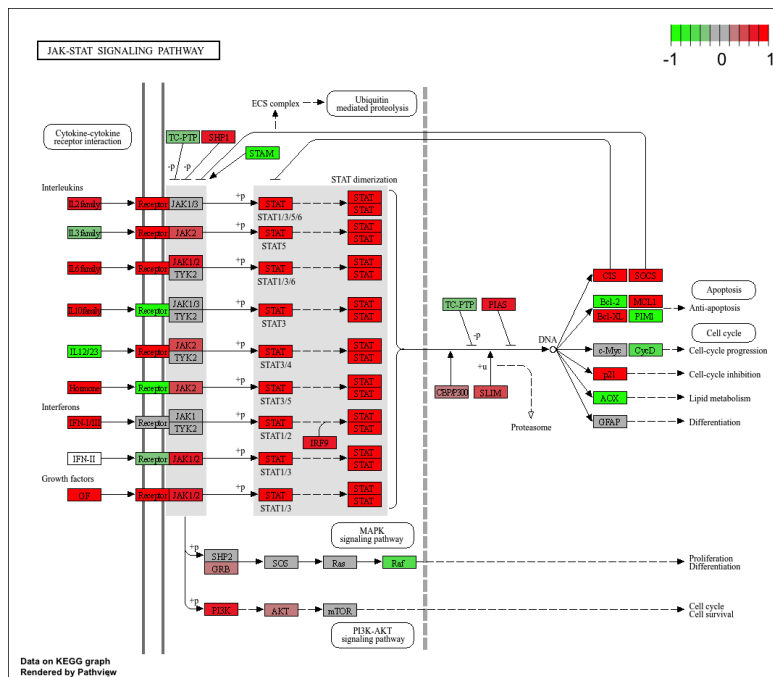 JAK-STAT SIGNALING PATHWAY
-1 0 1
ECS complex
Ubiquitin
mediated proteolysis
Cytokine-cytokine
receptor interaction
TC-PTP SHP1
STAM
-p -p
STAT dimerization
Interleukins
IL2 family Receptor JAK1/3 +p STAT STAT
STAT
STAT1/3/5/6
IL3 family Receptor JAK2 +p STAT STAT
STAT
STAT5
IL6 family Receptor JAK1/2 +p STAT STAT
TYK2 STAT
STAT1/3/6
IL10 family Receptor JAK1/3 +p STAT STAT
TYK2 STAT
STAT3
IL12/23 Receptor JAK2 +p STAT STAT
TYK2 STAT
STAT3/4
Hormone Receptor JAK2 +p STAT STAT
STAT
STAT3/5
Interferons
IFN-I/III Receptor JAK1 +p STAT STAT
TYK2 STAT
STAT1/2
IRF9
IFN-II Receptor JAK1/2 +p STAT STAT
STAT
STAT1/3
Growth factors
GF Receptor JAK1/2 +p STAT STAT
STAT
STAT1/3
TC-PTP PIAS
-p
CBP/P300 SLIM
+u
Proteasome
DNA
CIS SOCS
Bcl-2 MCL1
Bcl-XL PIM1
c-Myc CycD
p21
AOX
GFAP
Apoptosis
Anti-apoptosis
Cell cycle
Cell-cycle progression
Cell-cycle inhibition
Lipid metabolism
Differentiation
MAPK
signaling pathway
+p
SHP2 SOS Ras Raf
GRB
Proliferation
Differentiation
+p
PI3K AKT mTOR
Cell cycle
Cell survival
PI3K-AKT
signaling pathway
Data on KEGG graph
Rendered by Pathview